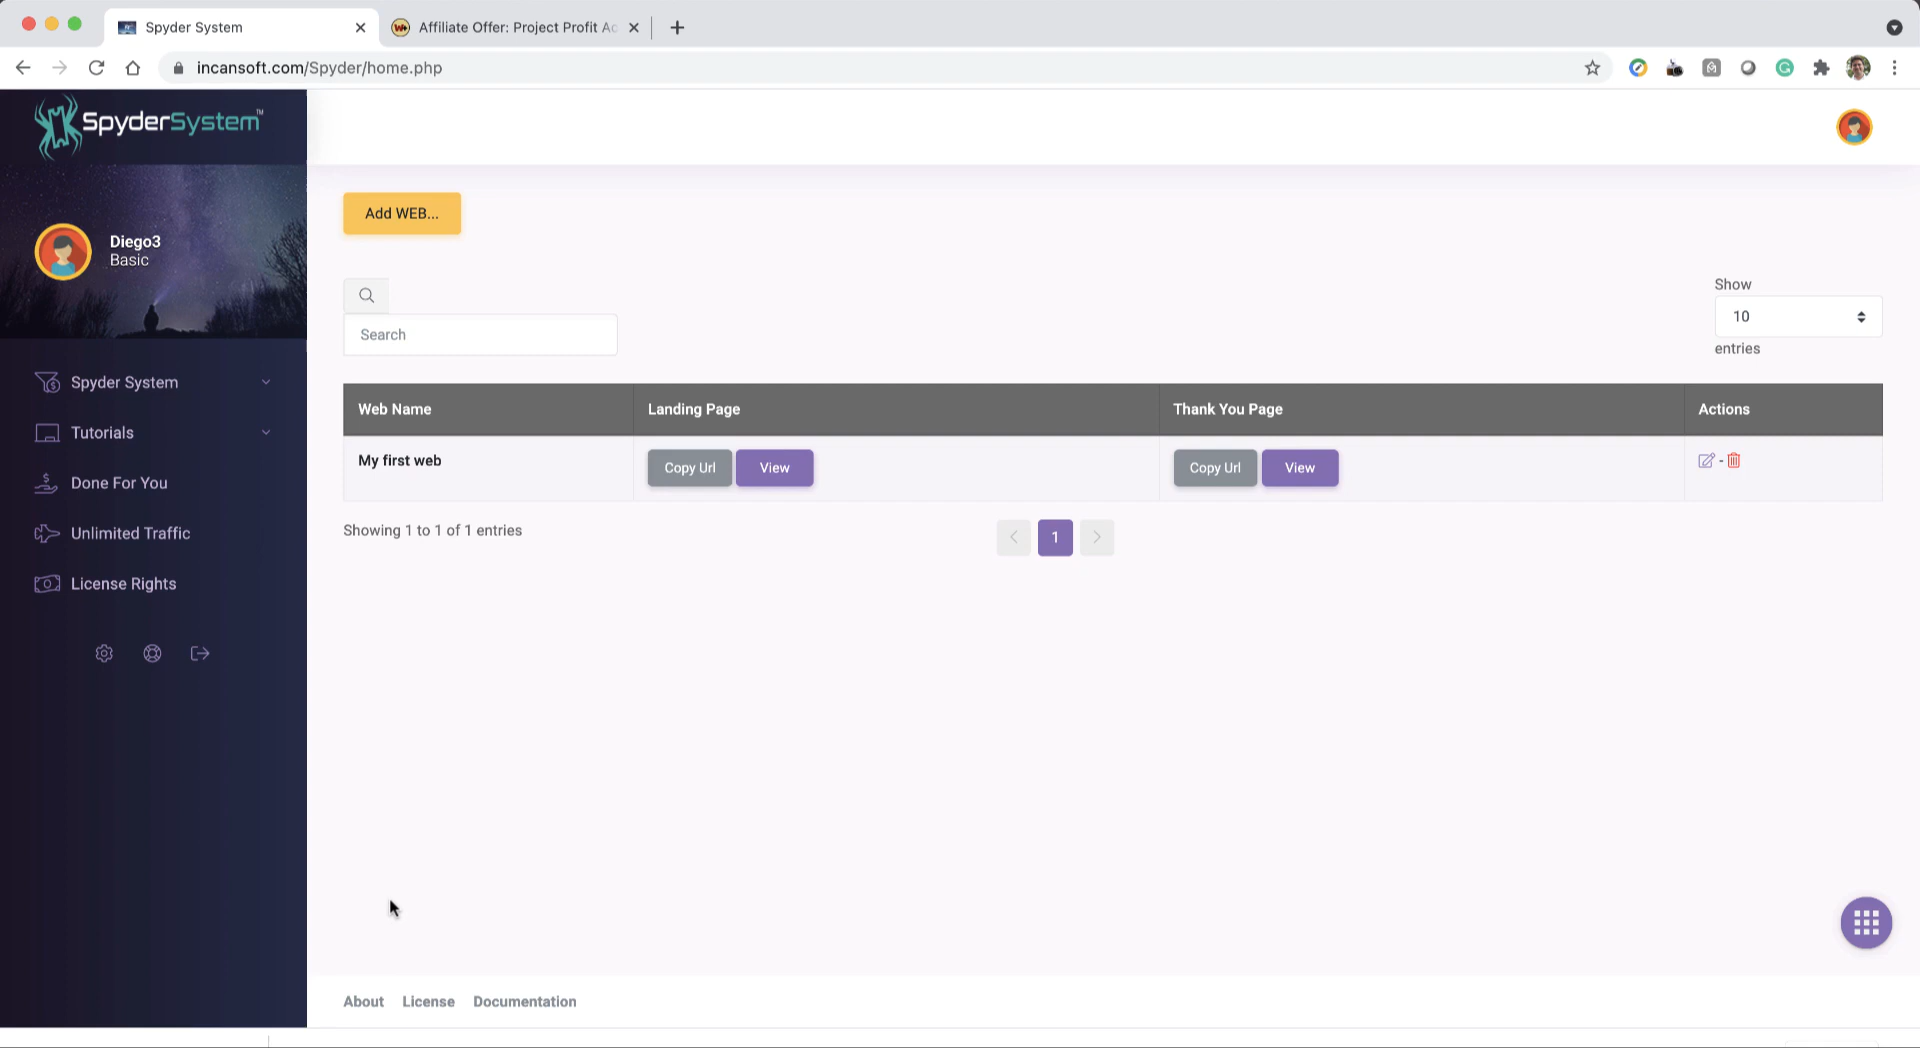 Spyder System
Affiliate Offer: Project Profit Ac
incansoft.com/Spyder/home.php
SpyderSystem™
Diego3
Basic
Spyder System
Tutorials
Done For You
Unlimited Traffic
License Rights
Add WEB...
Search
Show
10
entries
Web Name Landing Page Thank You Page Actions
My first web Copy Url View Copy Url View -
Showing 1 to 1 of 1 entries
1
About License Documentation